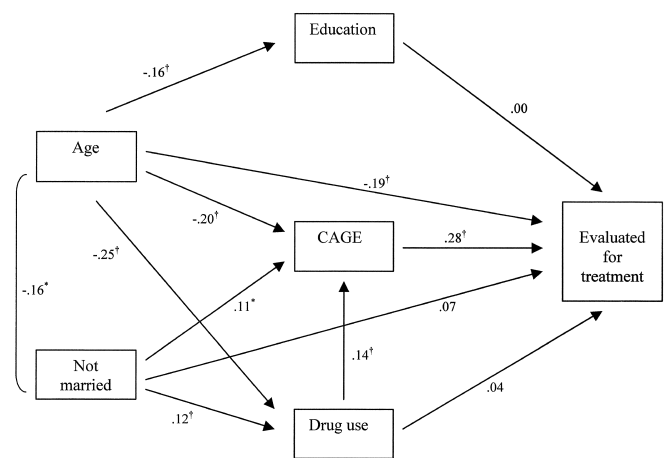 Education
-.16†
.00
Age
-.19†
-.20†
CAGE
.28†
Evaluated
for
treatment
-.25†
-.16*
.11*
.07
Not
married
.14†
.12†
.04
Drug use